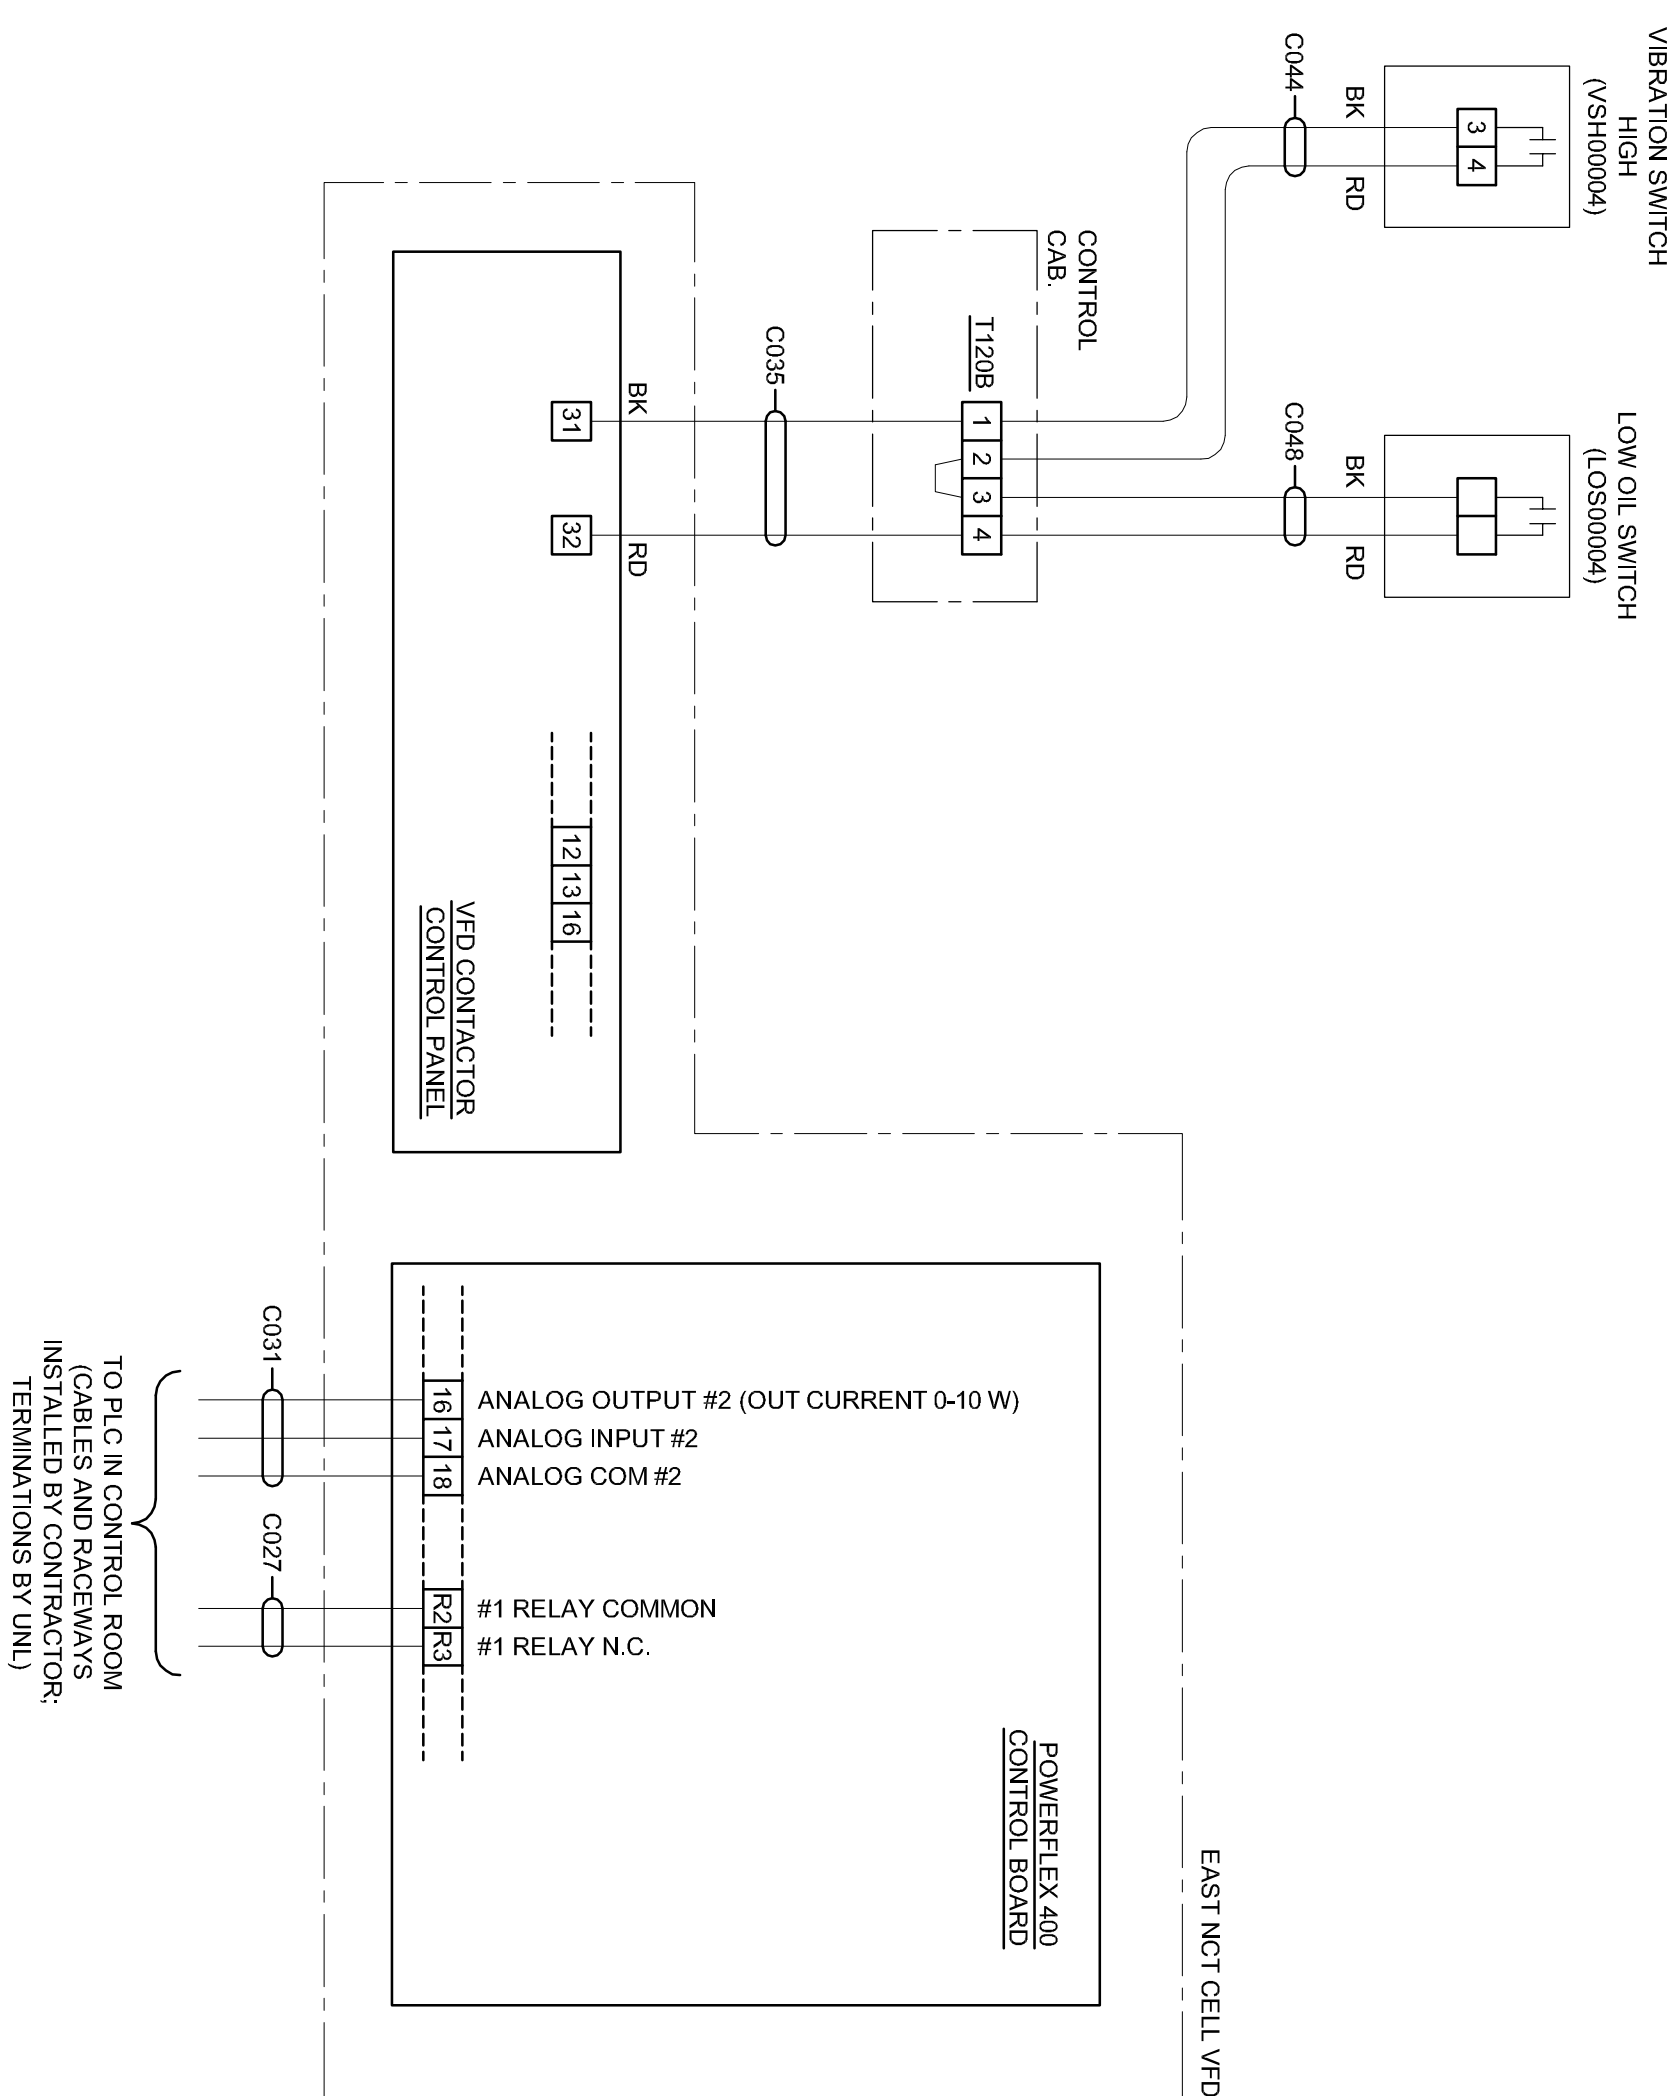 VIBRATION SWITCH
HIGH
(VSH00004)
LOW OIL SWITCH
(LOS00004)
3
4
BK
RD
C044
BK
RD
C048
CONTROL
CAB.
T120B
1
2
3
4
C035
BK
RD
31
32
12
13
16
VFD CONTACTOR
CONTROL PANEL
EAST NCT CELL VFD
POWERFLEX 400
CONTROL BOARD
ANALOG OUTPUT #2 (OUT CURRENT 0-10 W)
ANALOG INPUT #2
ANALOG COM #2
#1 RELAY COMMON
#1 RELAY N.C.
16
17
18
R2
R3
C031
C027
TO PLC IN CONTROL ROOM
(CABLES AND RACEWAYS
INSTALLED BY CONTRACTOR;
TERMINATIONS BY UNL)